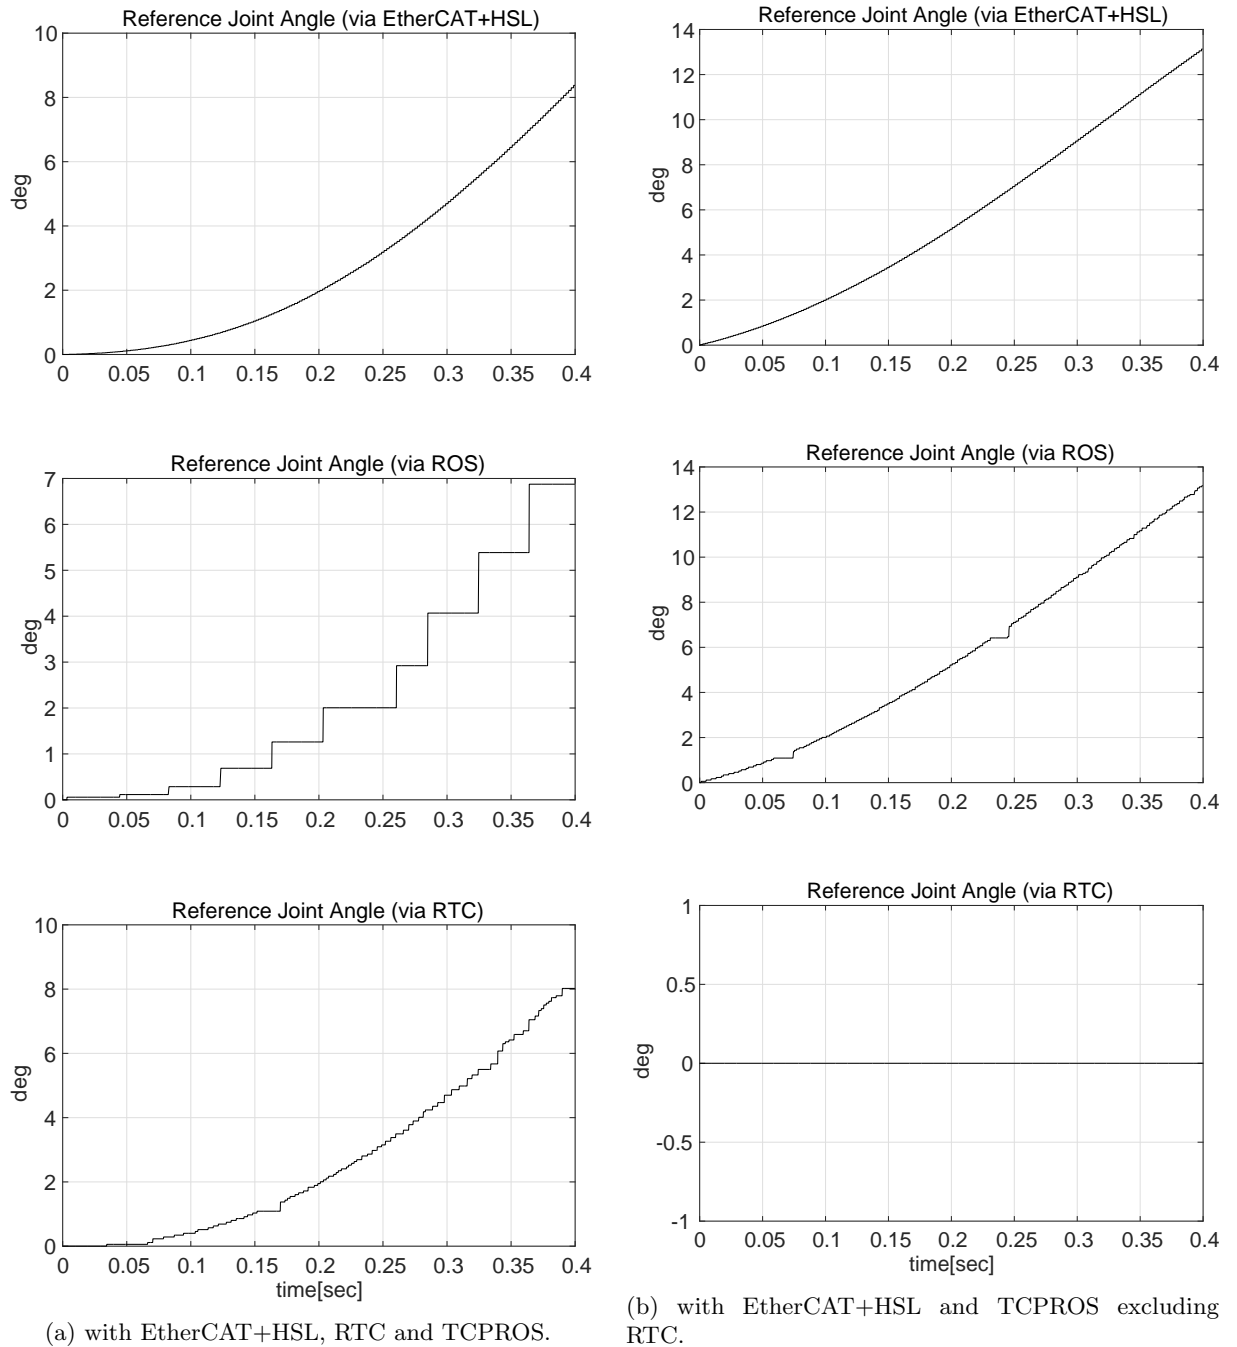 Reference Joint Angle (via EtherCAT+HSL)
10
8
6
4
2
0
deg
0 0.05 0.1 0.15 0.2 0.25 0.3 0.35 0.4
Reference Joint Angle (via ROS)
7
6
5
4
3
2
1
0
deg
0 0.05 0.1 0.15 0.2 0.25 0.3 0.35 0.4
Reference Joint Angle (via RTC)
10
8
6
4
2
0
deg
0 0.05 0.1 0.15 0.2 0.25 0.3 0.35 0.4
time[sec]
(a) with EtherCAT+HSL, RTC and TCPROS.
Reference Joint Angle (via EtherCAT+HSL)
14
12
10
8
6
4
2
0
deg
0 0.05 0.1 0.15 0.2 0.25 0.3 0.35 0.4
Reference Joint Angle (via ROS)
14
12
10
8
6
4
2
0
deg
0 0.05 0.1 0.15 0.2 0.25 0.3 0.35 0.4
Reference Joint Angle (via RTC)
1
0.5
0
-0.5
-1
deg
0 0.05 0.1 0.15 0.2 0.25 0.3 0.35 0.4
time[sec]
(b) with EtherCAT+HSL and TCPROS excluding
RTC.